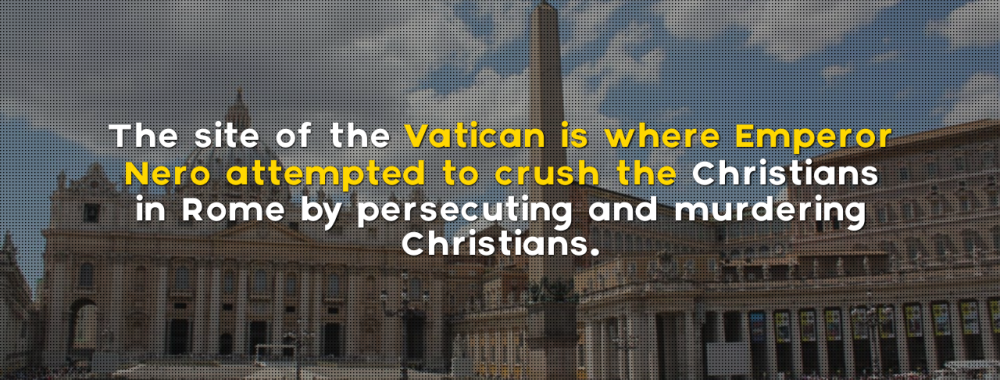 The site of the Vatican is where Emperor
Nero attempted to crush the Christians
in Rome by persecuting and murdering
Christians.